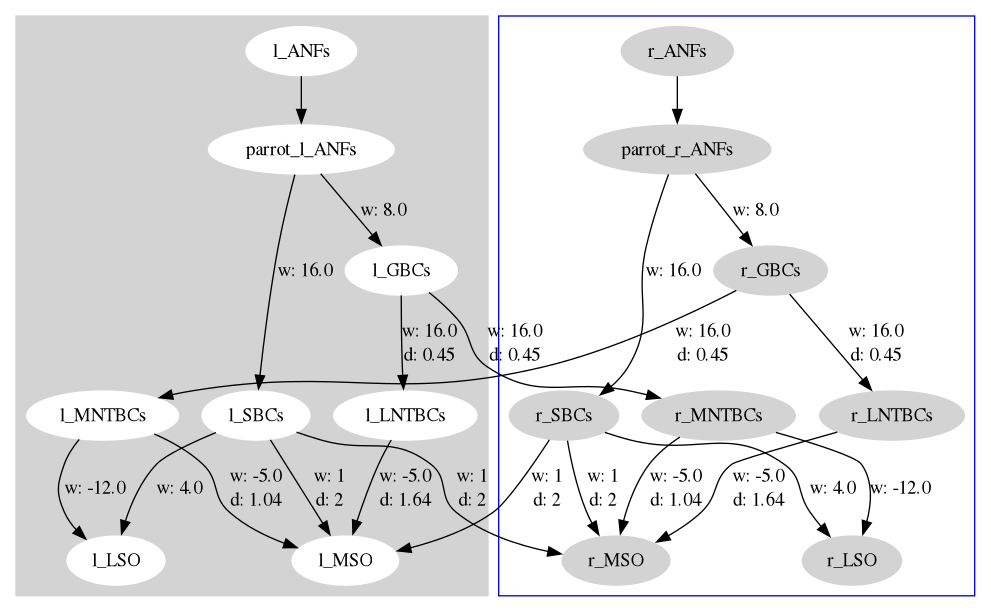 l_ANFs
r_ANFs
parrot_l_ANFs
parrot_r_ANFs
w: 8.0
w: 8.0
l_GBCs
r_GBCs
w: 16.0
w: 16.0
w: 16.0
d: 0.45
w: 16.0
d: 0.45
w: 16.0
d: 0.45
w: 16.0
d: 0.45
l_MNTBCs
l_SBCs
l_LNTBCs
r_SBCs
r_MNTBCs
r_LNTBCs
w: -12.0
w: 4.0
w: -5.0
d: 1.04
w: 1
d: 2
w: -5.0
d: 1.64
w: 1
d: 2
w: 1
d: 2
w: 1
d: 2
w: -5.0
d: 1.04
w: -5.0
d: 1.64
w: 4.0
w: -12.0
l_LSO
l_MSO
r_MSO
r_LSO